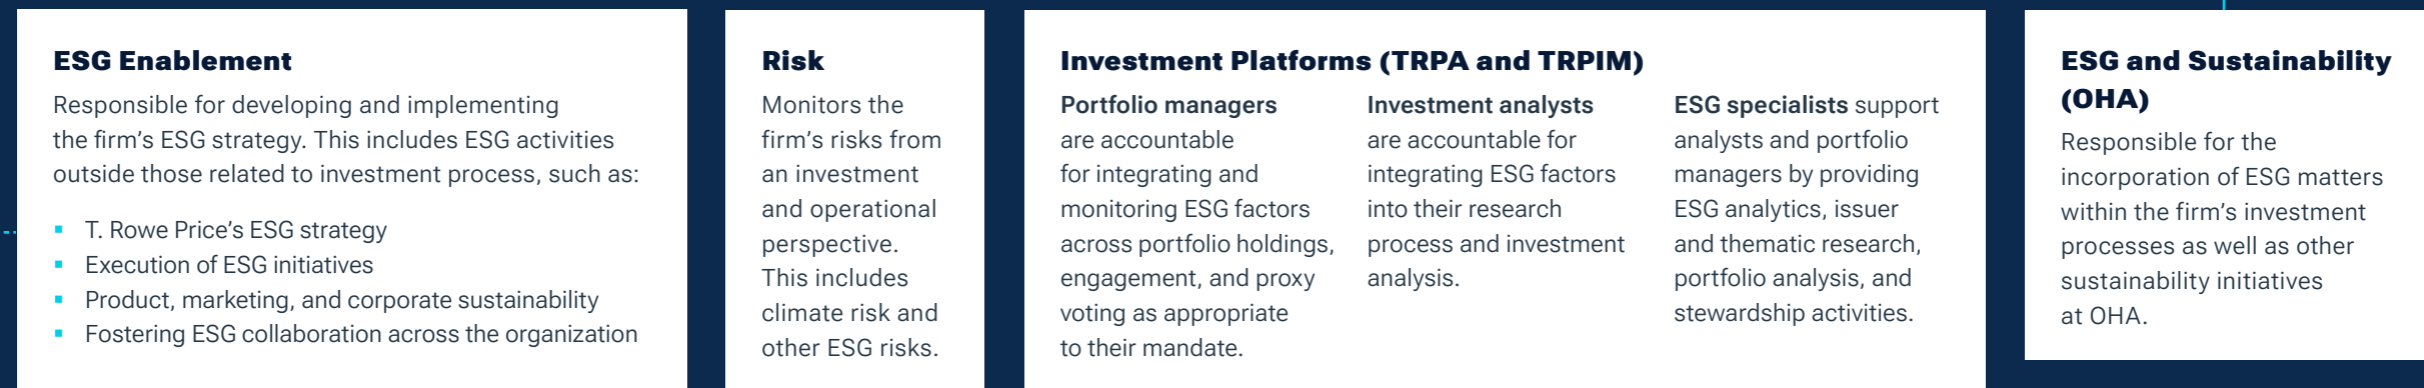 ESG Enablement
Responsible for developing and implementing
the firm’s ESG strategy. This includes ESG activities
outside those related to investment process, such as:
▪ T. Rowe Price’s ESG strategy
▪ Execution of ESG initiatives
▪ Product, marketing, and corporate sustainability
▪ Fostering ESG collaboration across the organization
Risk
Monitors the
firm’s risks from
an investment
and operational
perspective.
This includes
climate risk and
other ESG risks.
Investment Platforms (TRPA and TRPIM)
Portfolio managers
are accountable
for integrating and
monitoring ESG factors
across portfolio holdings,
engagement, and proxy
voting as appropriate
to their mandate.
Investment analysts
are accountable for
integrating ESG factors
into their research
process and investment
analysis.
ESG specialists support
analysts and portfolio
managers by providing
ESG analytics, issuer
and thematic research,
portfolio analysis, and
stewardship activities.
ESG and Sustainability
(OHA)
Responsible for the
incorporation of ESG matters
within the firm’s investment
processes as well as other
sustainability initiatives
at OHA.